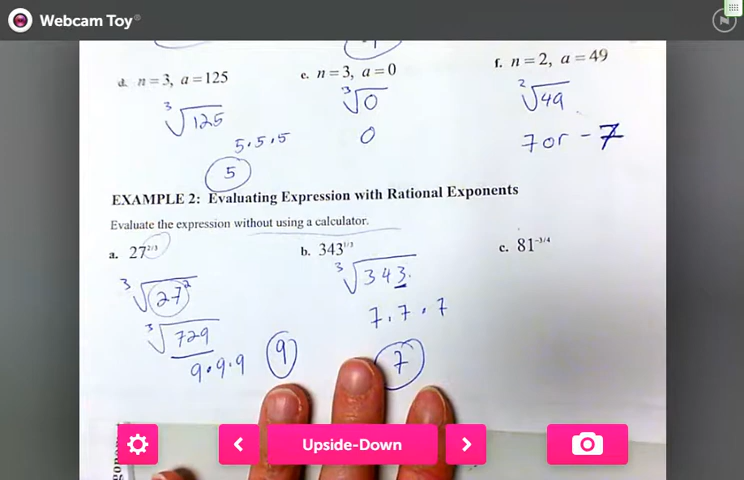 Webcam Toy
d. n = 3, a = 125
e. n = 3, a = 0
f. n = 2, a = 49
³√125
³√0
²√49
5·5·5
0
7 or -7
5
EXAMPLE 2: Evaluating Expression with Rational Exponents
Evaluate the expression without using a calculator.
a. 27^2/3
b. 343^1/3
c. 81^-3/4
³√27²
³√343
³√729
7·7·7
9·9·9
9
7
Upside-Down